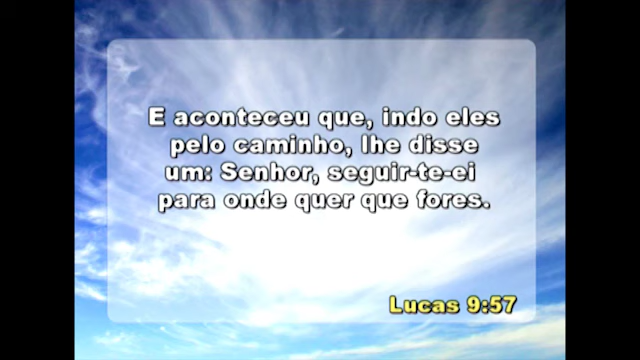 E aconteceu que, indo eles
pelo caminho, lhe disse
um: Senhor, seguir-te-ei
para onde quer que fores.
Lucas 9:57